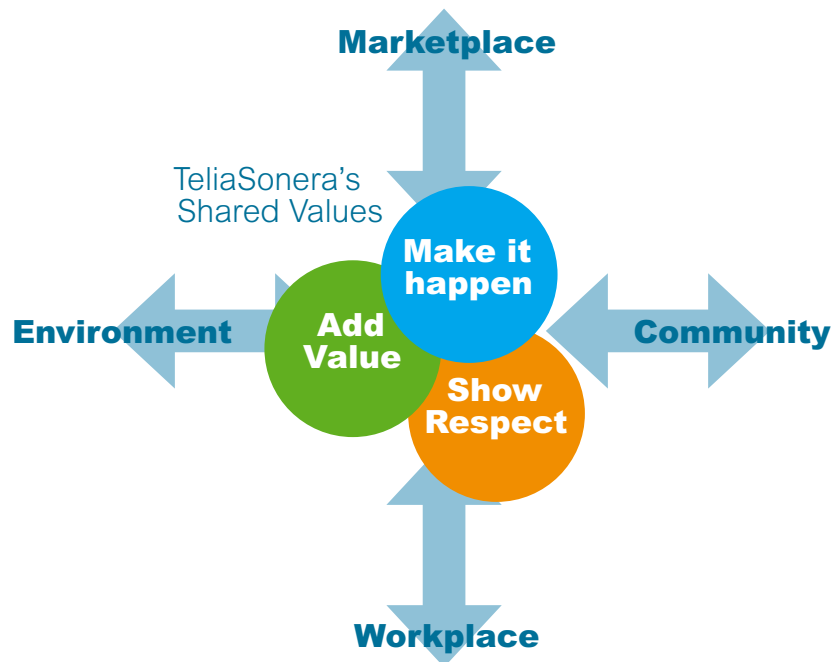 Marketplace
TeliaSonera’s
Shared Values
Make it
happen
Environment
Add
Value
Community
Show
Respect
Workplace